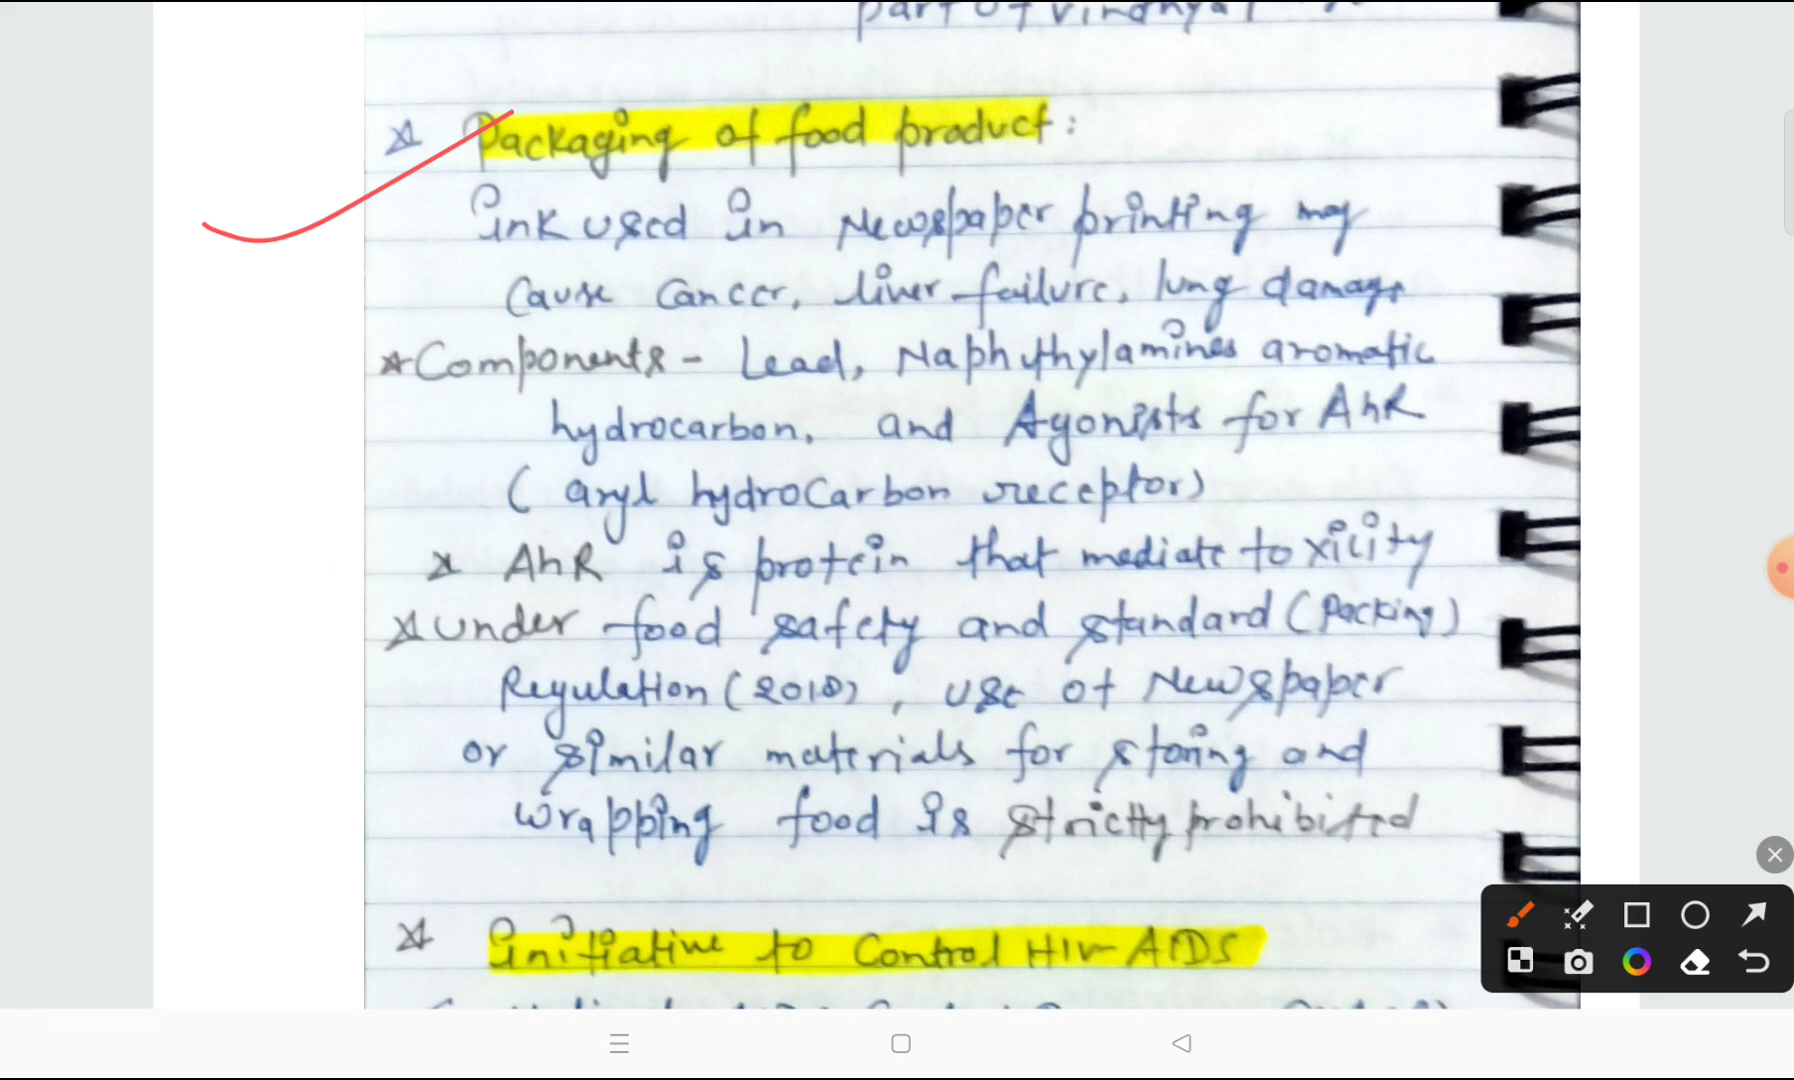 part of vindhyal
Packaging of food product:
ink used in Newspaper printing may
cause cancer, liver failure, lung damage
Components - Lead, Naphthylamines aromatic
hydrocarbon, and Agonists for AhR
(aryl hydrocarbon receptor)
AhR is protein that mediate toxicity
under food safety and standard (Packing)
Regulation (2018), use of Newspaper
or similar materials for storing and
wrapping food is strictly prohibited
initiative to Control HIV AIDS